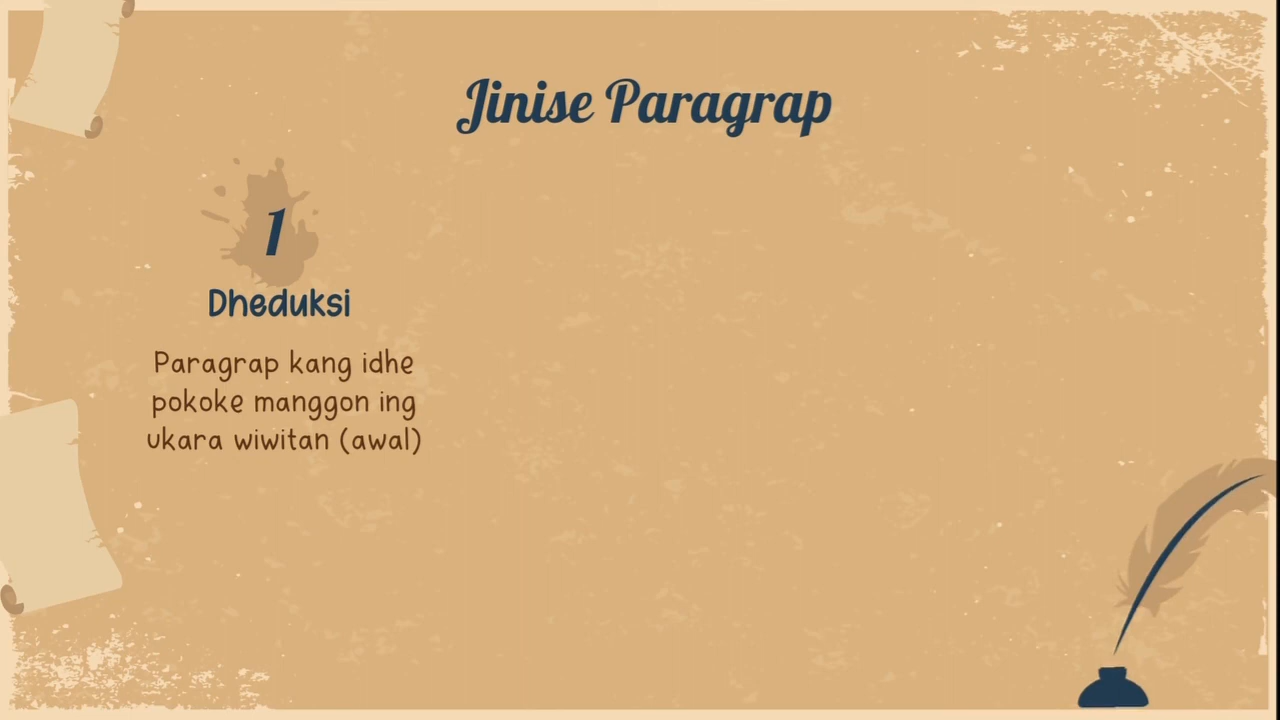 Jinise Paragrap
1
Dheduksi
Paragrap kang idhe
pokoke manggon ing
ukara wiwitan (awal)